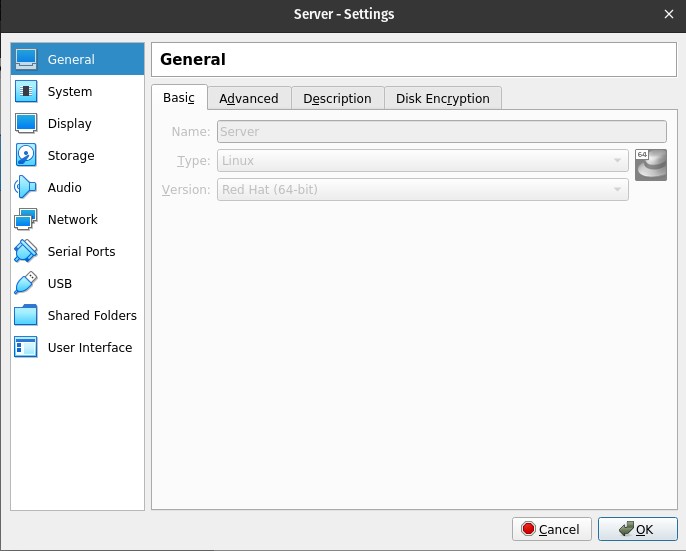 Server - Settings
General
System
Display
Storage
Audio
Network
Serial Ports
USB
Shared Folders
User Interface
General
Basic
Advanced
Description
Disk Encryption
Name: Server
Type: Linux
64
Version: Red Hat (64-bit)
Cancel
OK